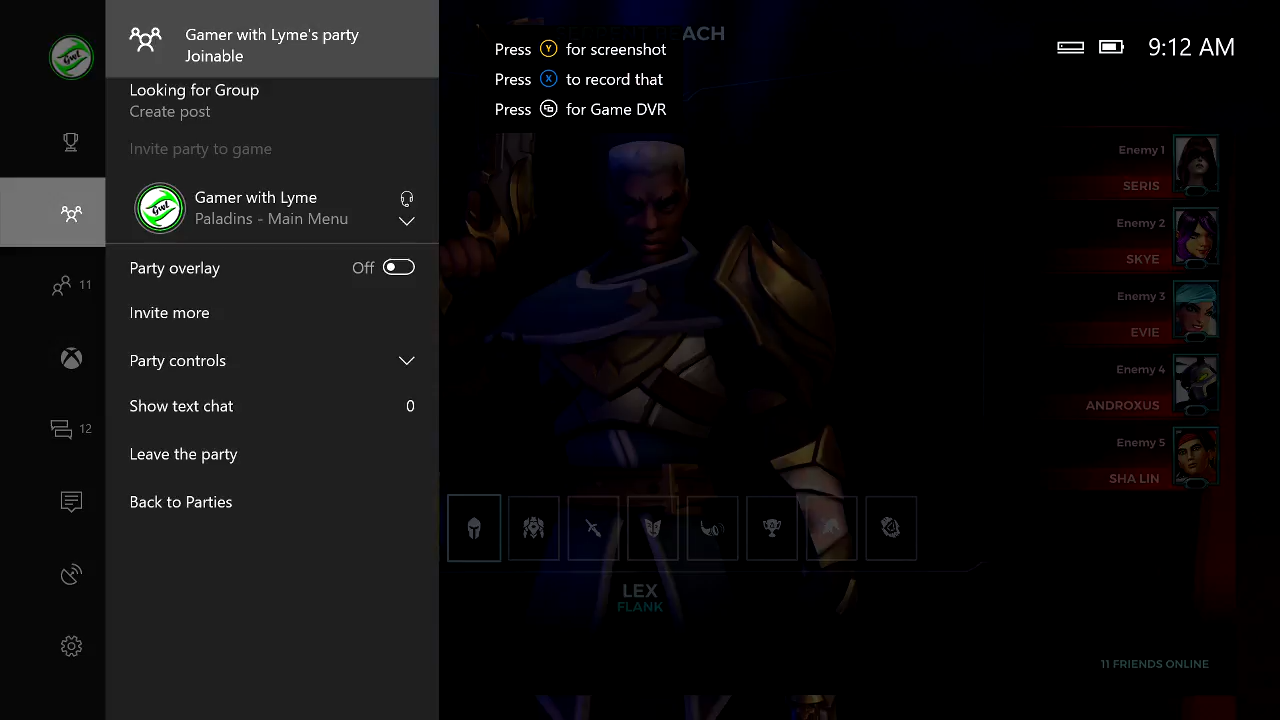 Gamer with Lyme's party
Joinable
Looking for Group
Create post
Invite party to game
Gamer with Lyme
Paladins - Main Menu
Party overlay Off
Invite more
Party controls
Show text chat 0
Leave the party
Back to Parties
11
12
Press Y for screenshot
Press X to record that
Press for Game DVR
ACH
9:12 AM
Enemy 1
SERIS
Enemy 2
SKYE
Enemy 3
EVIE
Enemy 4
ANDROXUS
Enemy 5
SHA LIN
LEX
FLANK
11 FRIENDS ONLINE